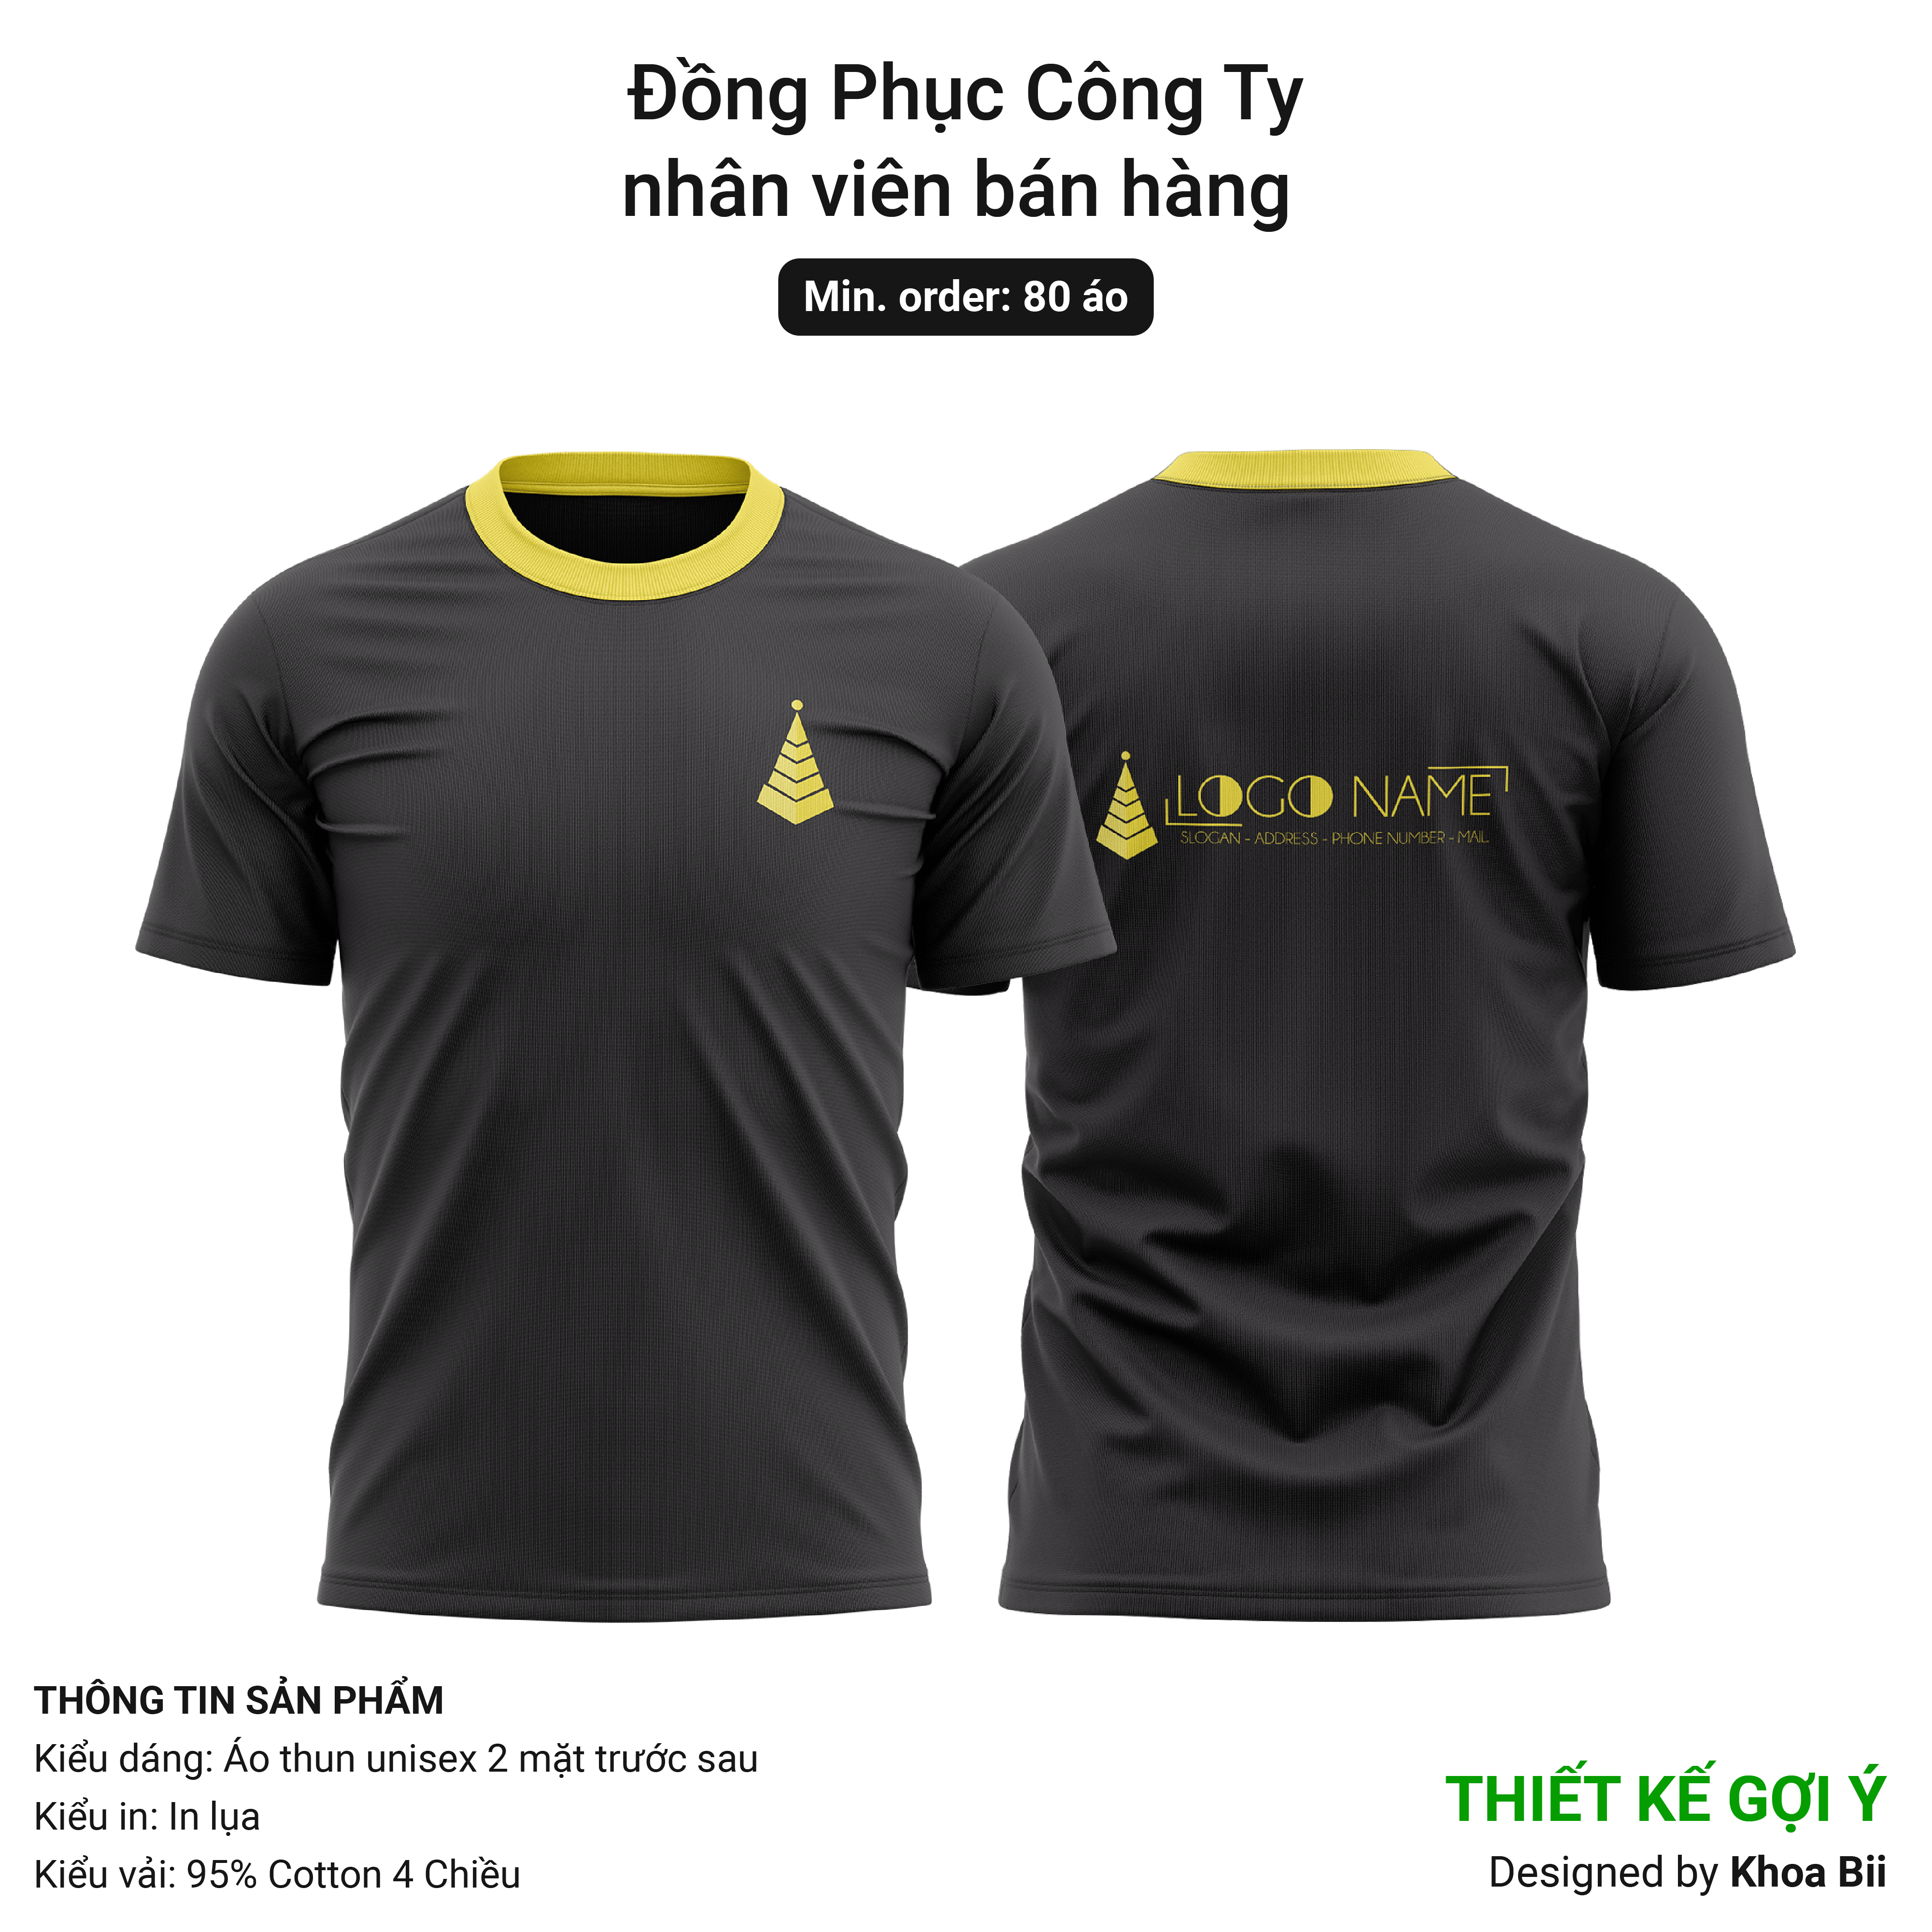 Đồng Phục Công Ty
nhân viên bán hàng
Min. order: 80 áo
LOGO NAME
SLOGAN - ADDRESS - PHONE NUMBER - MAIL
THÔNG TIN SẢN PHẨM
Kiểu dáng: Áo thun unisex 2 mặt trước sau
Kiểu in: In lụa
Kiểu vải: 95% Cotton 4 Chiều
THIẾT KẾ GỢI Ý
Designed by Khoa Bii